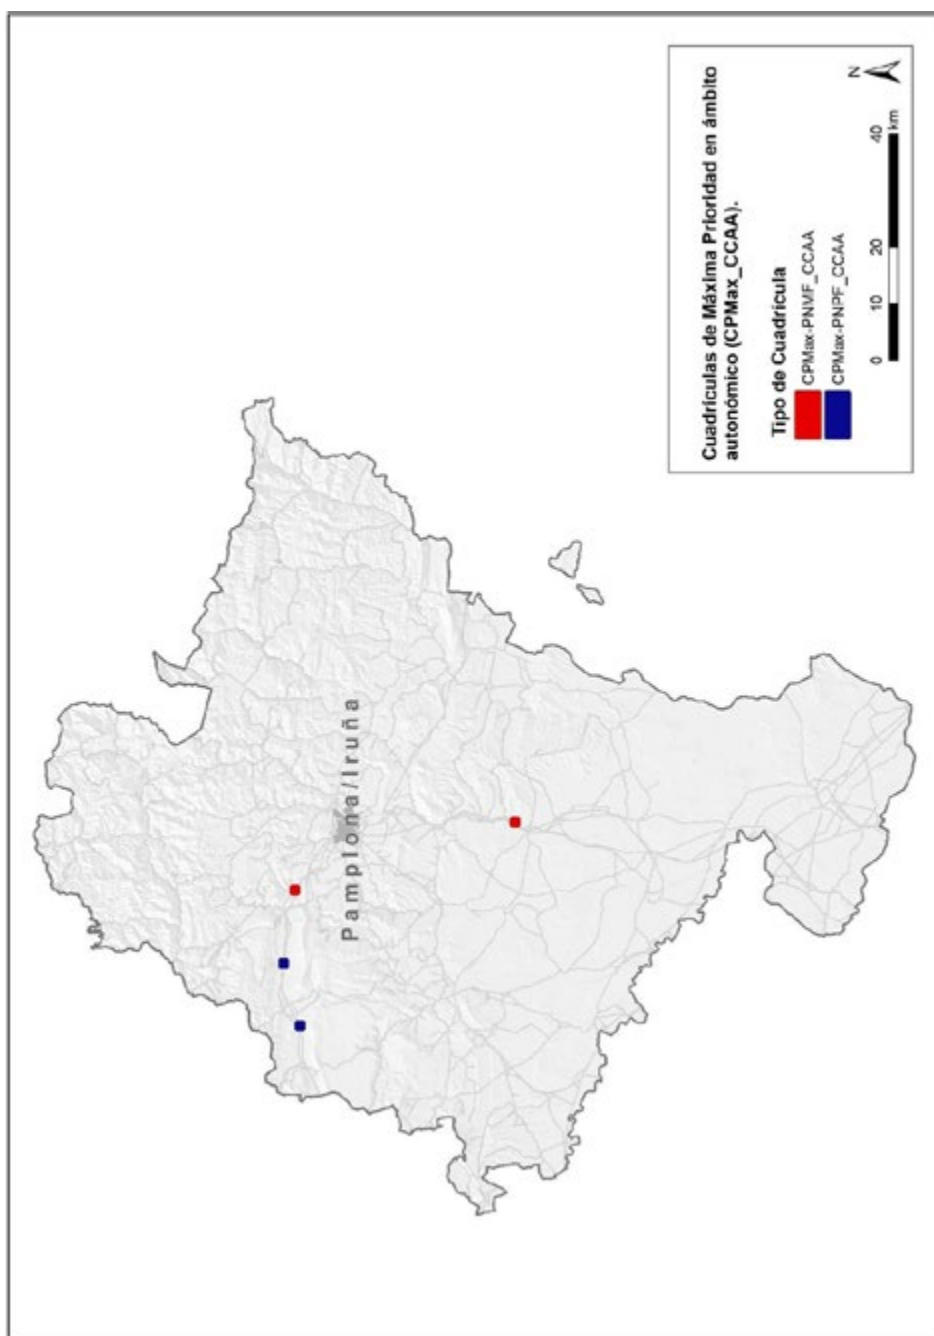 Pamplona/Iruña
Cuadrículas de Máxima Prioridad en ámbito
autonómico (CPMax_CCAA).
Tipo de Cuadrícula
CPMax-PNMF_CCAA
CPMax-PNPF_CCAA
N
0 10 20 40
km